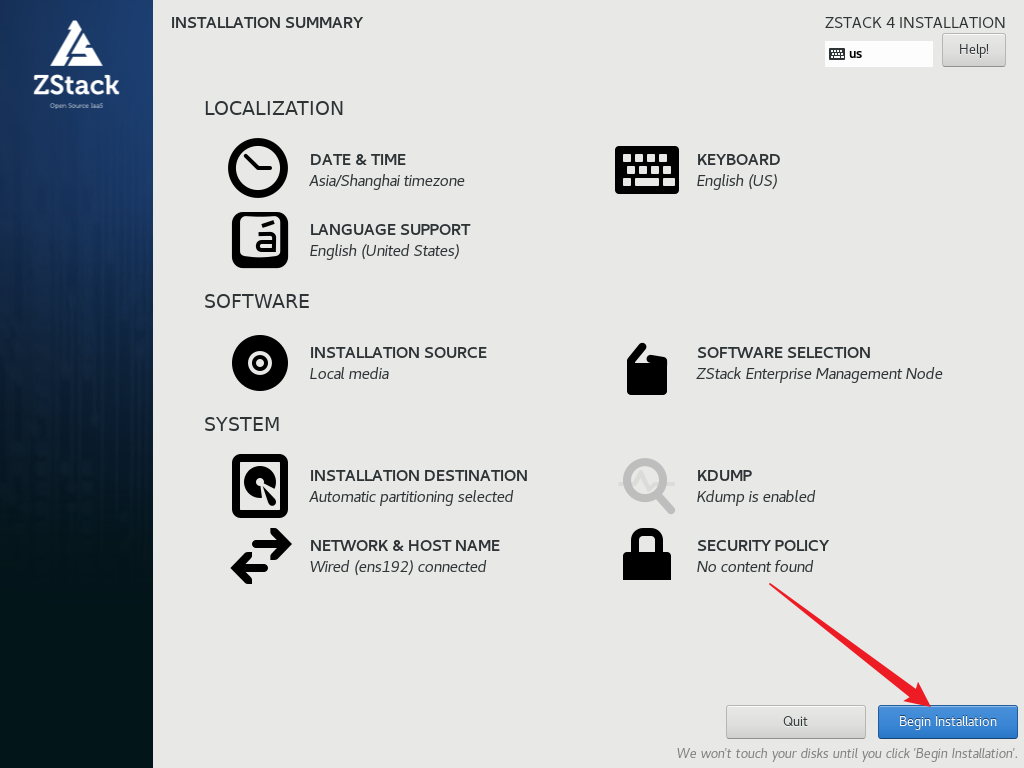 ZStack
Open Source IaaS
INSTALLATION SUMMARY
ZSTACK 4 INSTALLATION
us
Help!
LOCALIZATION
DATE & TIME
Asia/Shanghai timezone
KEYBOARD
English (US)
á
LANGUAGE SUPPORT
English (United States)
SOFTWARE
INSTALLATION SOURCE
Local media
SOFTWARE SELECTION
ZStack Enterprise Management Node
SYSTEM
INSTALLATION DESTINATION
Automatic partitioning selected
KDUMP
Kdump is enabled
NETWORK & HOST NAME
Wired (ens192) connected
SECURITY POLICY
No content found
Quit
Begin Installation
We won't touch your disks until you click 'Begin Installation'.